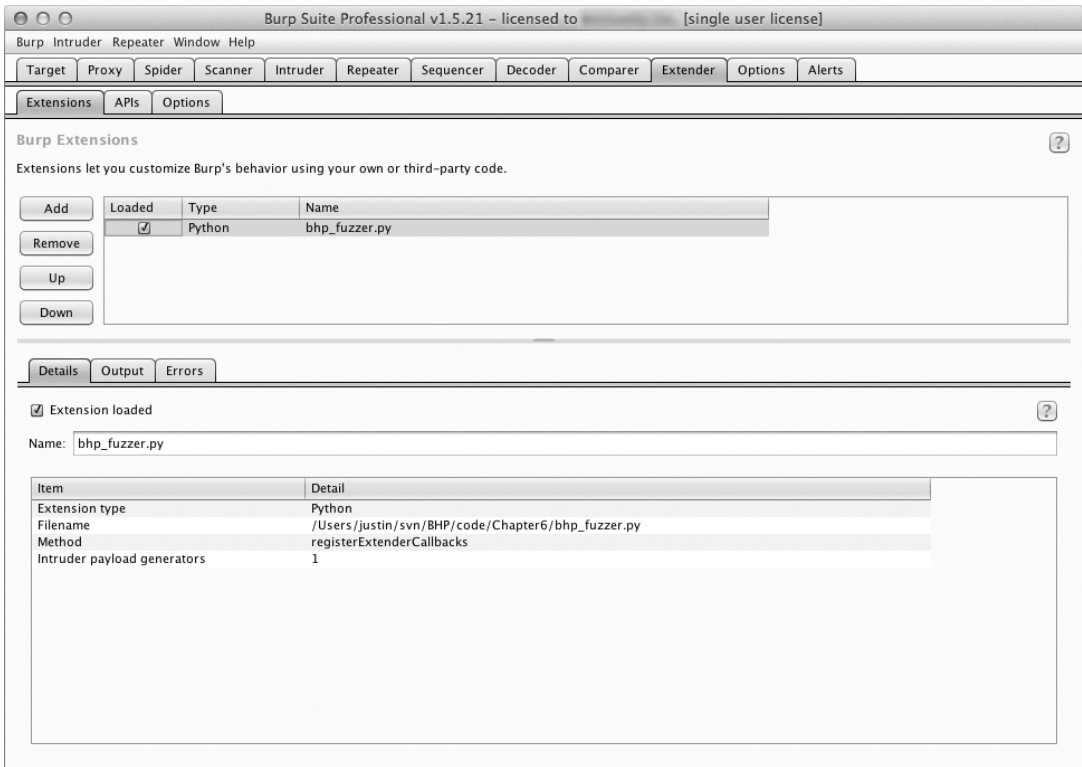 Burp Suite Professional v1.5.21 – licensed to [single user license]
Burp Intruder Repeater Window Help
Target Proxy Spider Scanner Intruder Repeater Sequencer Decoder Comparer Extender Options Alerts
Extensions APIs Options
Burp Extensions
?
Extensions let you customize Burp's behavior using your own or third-party code.
Add
Loaded Type Name
Python bhp_fuzzer.py
Remove
Up
Down
Details Output Errors
Extension loaded
?
Name: bhp_fuzzer.py
Item Detail
Extension type Python
Filename /Users/justin/svn/BHP/code/Chapter6/bhp_fuzzer.py
Method registerExtenderCallbacks
Intruder payload generators 1